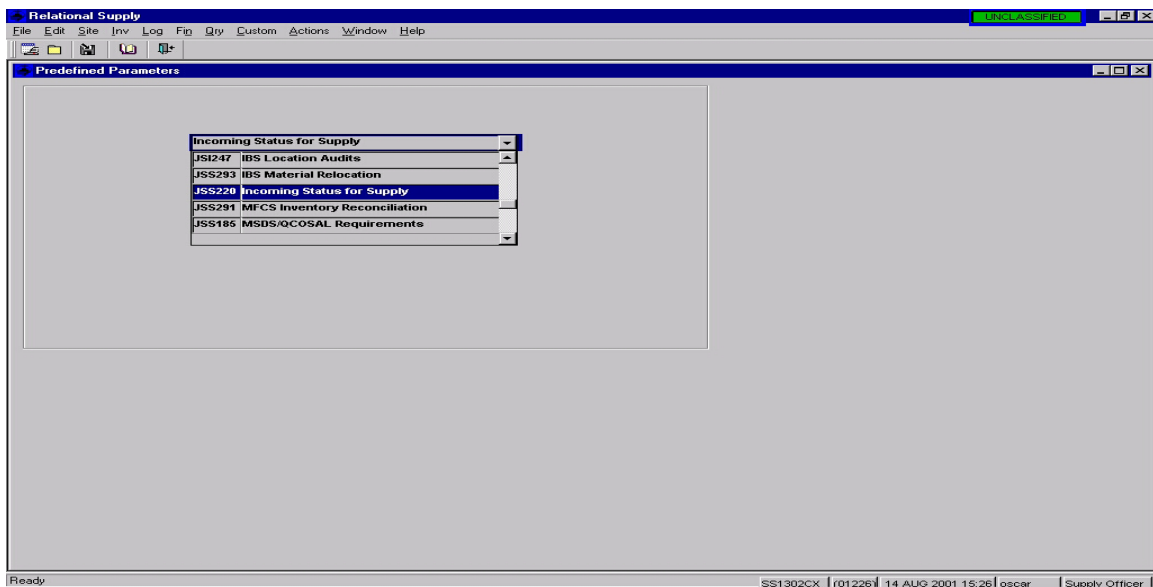 Relational Supply UNCLASSIFIED
File Edit Site Inv Log Fin Qry Custom Actions Window Help
Predefined Parameters
Incoming Status for Supply
JSI247 IBS Location Audits
JSS293 IBS Material Relocation
JSS220 Incoming Status for Supply
JSS291 MFCS Inventory Reconciliation
JSS185 MSDS/QCOSAL Requirements
Ready SS1302CX (01226) 14 AUG 2001 15:26 oscar Supply Officer